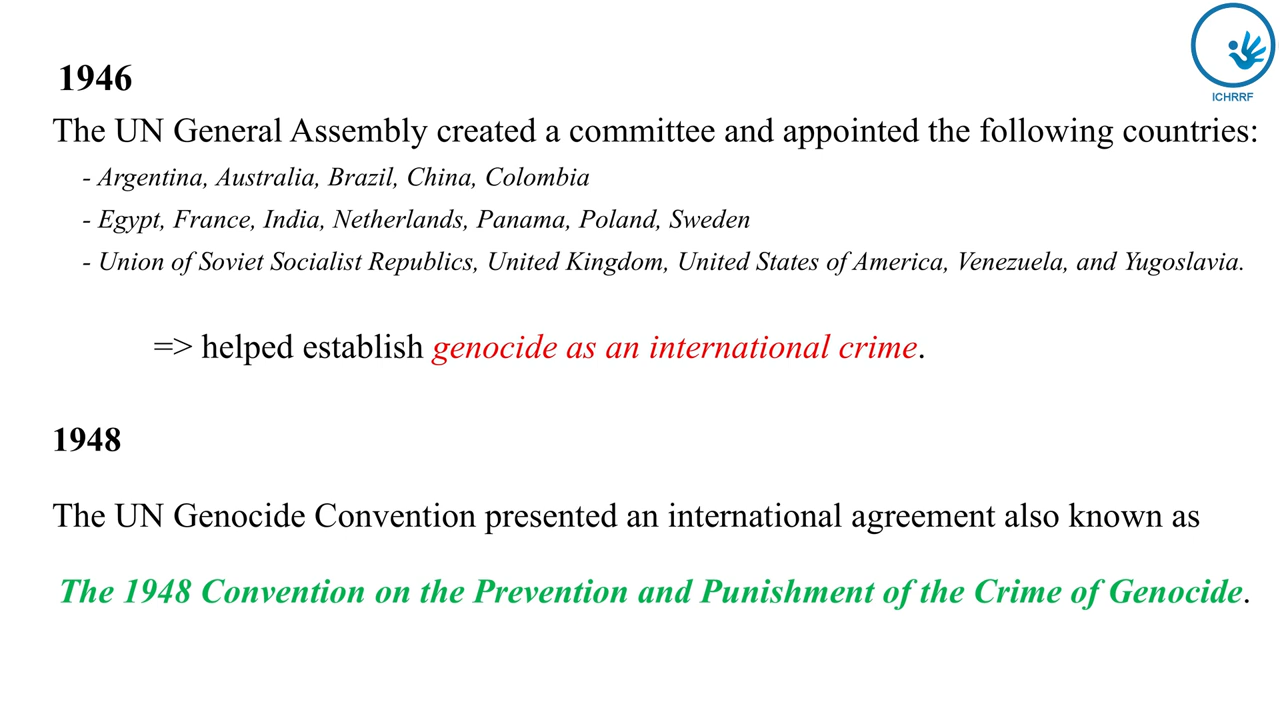 ICHRRF
1946
The UN General Assembly created a committee and appointed the following countries:
- Argentina, Australia, Brazil, China, Colombia
- Egypt, France, India, Netherlands, Panama, Poland, Sweden
- Union of Soviet Socialist Republics, United Kingdom, United States of America, Venezuela, and Yugoslavia.
=> helped establish genocide as an international crime.
1948
The UN Genocide Convention presented an international agreement also known as
The 1948 Convention on the Prevention and Punishment of the Crime of Genocide.